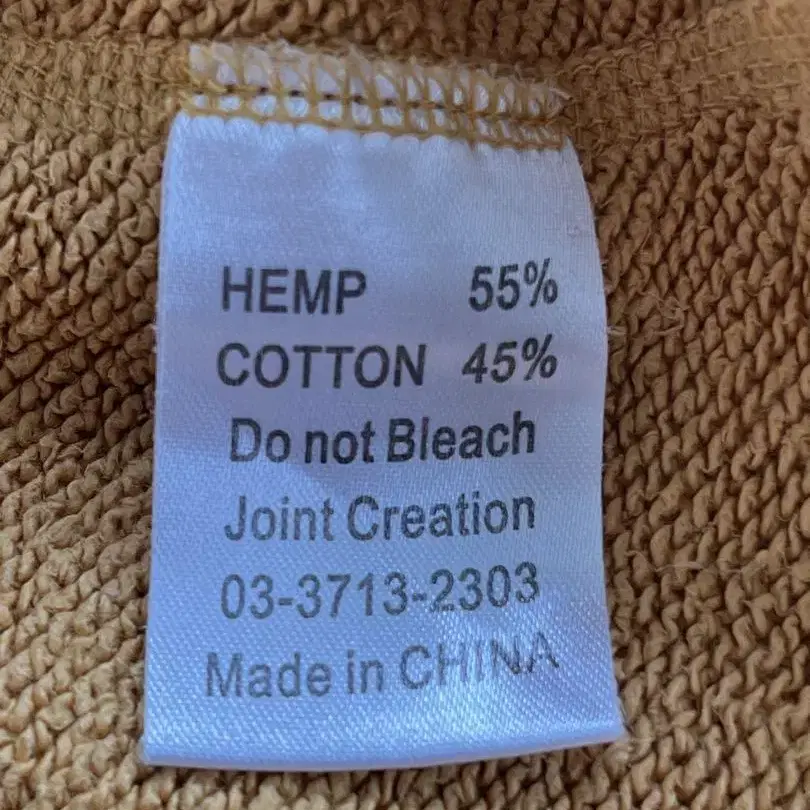 HEMP 55%
COTTON 45%
Do not Bleach
Joint Creation
03-3713-2303
Made in CHINA